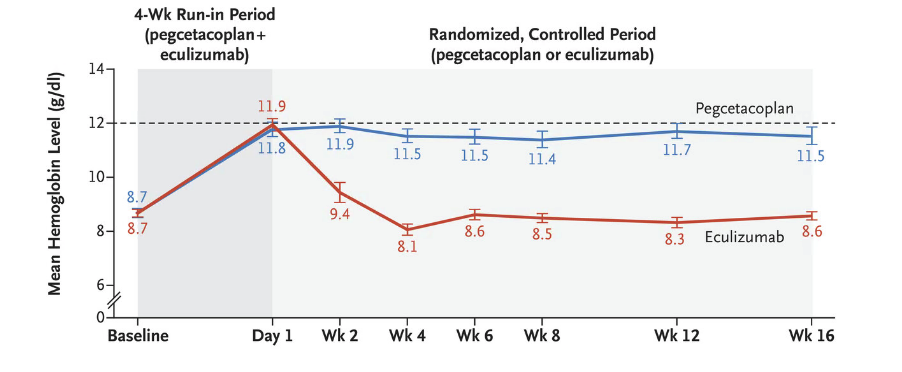 4-Wk Run-in Period
(pegcetacoplan+
eculizumab)
Randomized, Controlled Period
(pegcetacoplan or eculizumab)
Mean Hemoglobin Level (g/dl)
14
12
10
8
6
0
8.7
8.7
11.9
11.8
11.9
9.4
11.5
8.1
11.5
8.6
11.4
8.5
Pegcetacoplan
11.7
8.3
Eculizumab
11.5
8.6
Baseline
Day 1
Wk 2
Wk 4
Wk 6
Wk 8
Wk 12
Wk 16